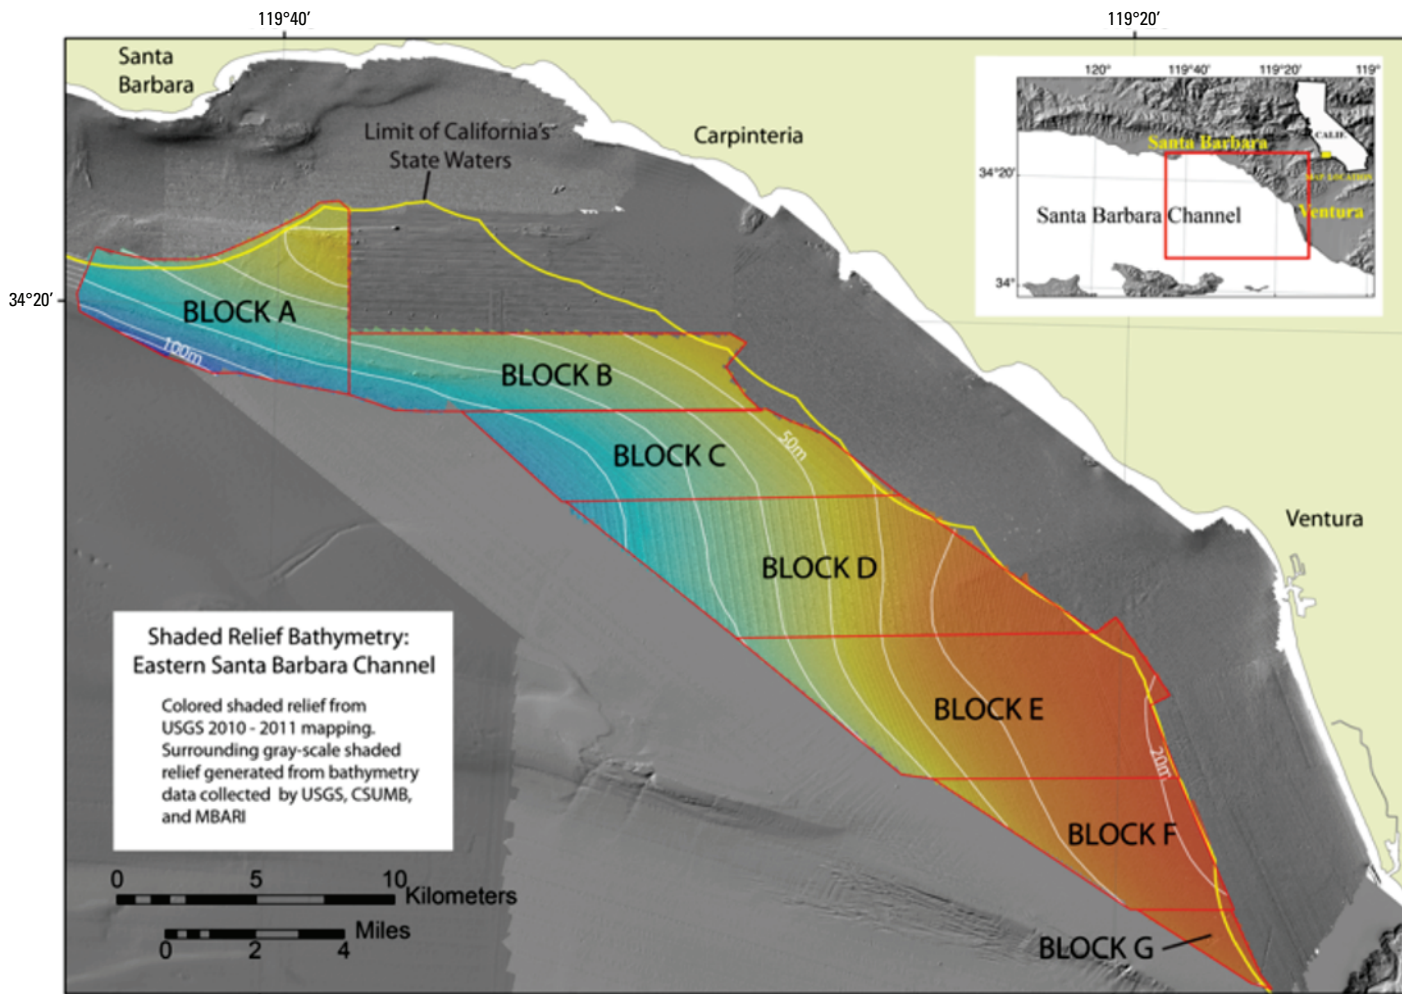 119°40′
119°20′
Santa
Barbara
Limit of California's
State Waters
Carpinteria
120°
119°40′
119°20′
119°
CALIF.
Santa Barbara
34°20′
Santa Barbara Channel
Ventura
34°
34°20′
BLOCK A
100m
BLOCK B
50m
BLOCK C
Ventura
BLOCK D
Shaded Relief Bathymetry:
Eastern Santa Barbara Channel
Colored shaded relief from
USGS 2010 - 2011 mapping.
Surrounding gray-scale shaded
relief generated from bathymetry
data collected by USGS, CSUMB,
and MBARI
BLOCK E
20m
BLOCK F
0 5 10
Kilometers
Miles
0 2 4
BLOCK G